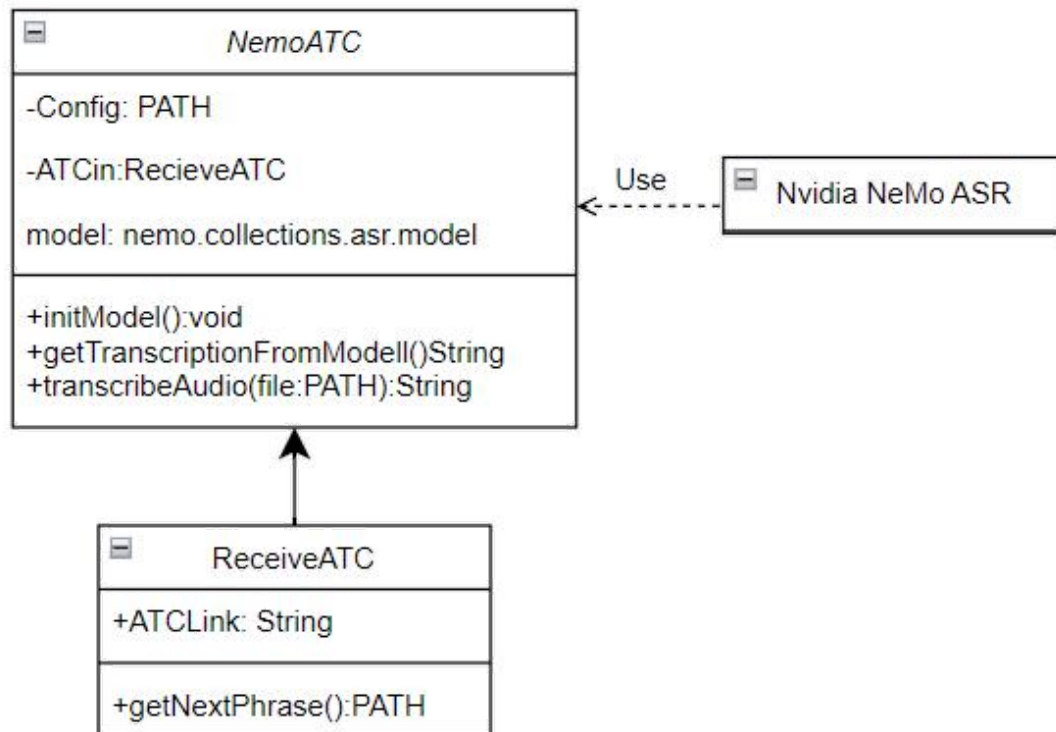 NemoATC
-Config: PATH
-ATCin:RecieveATC
model: nemo.collections.asr.model
+initModel():void
+getTranscriptionFromModell()String
+transcribeAudio(file:PATH):String
Use
Nvidia NeMo ASR
ReceiveATC
+ATCLink: String
+getNextPhrase():PATH